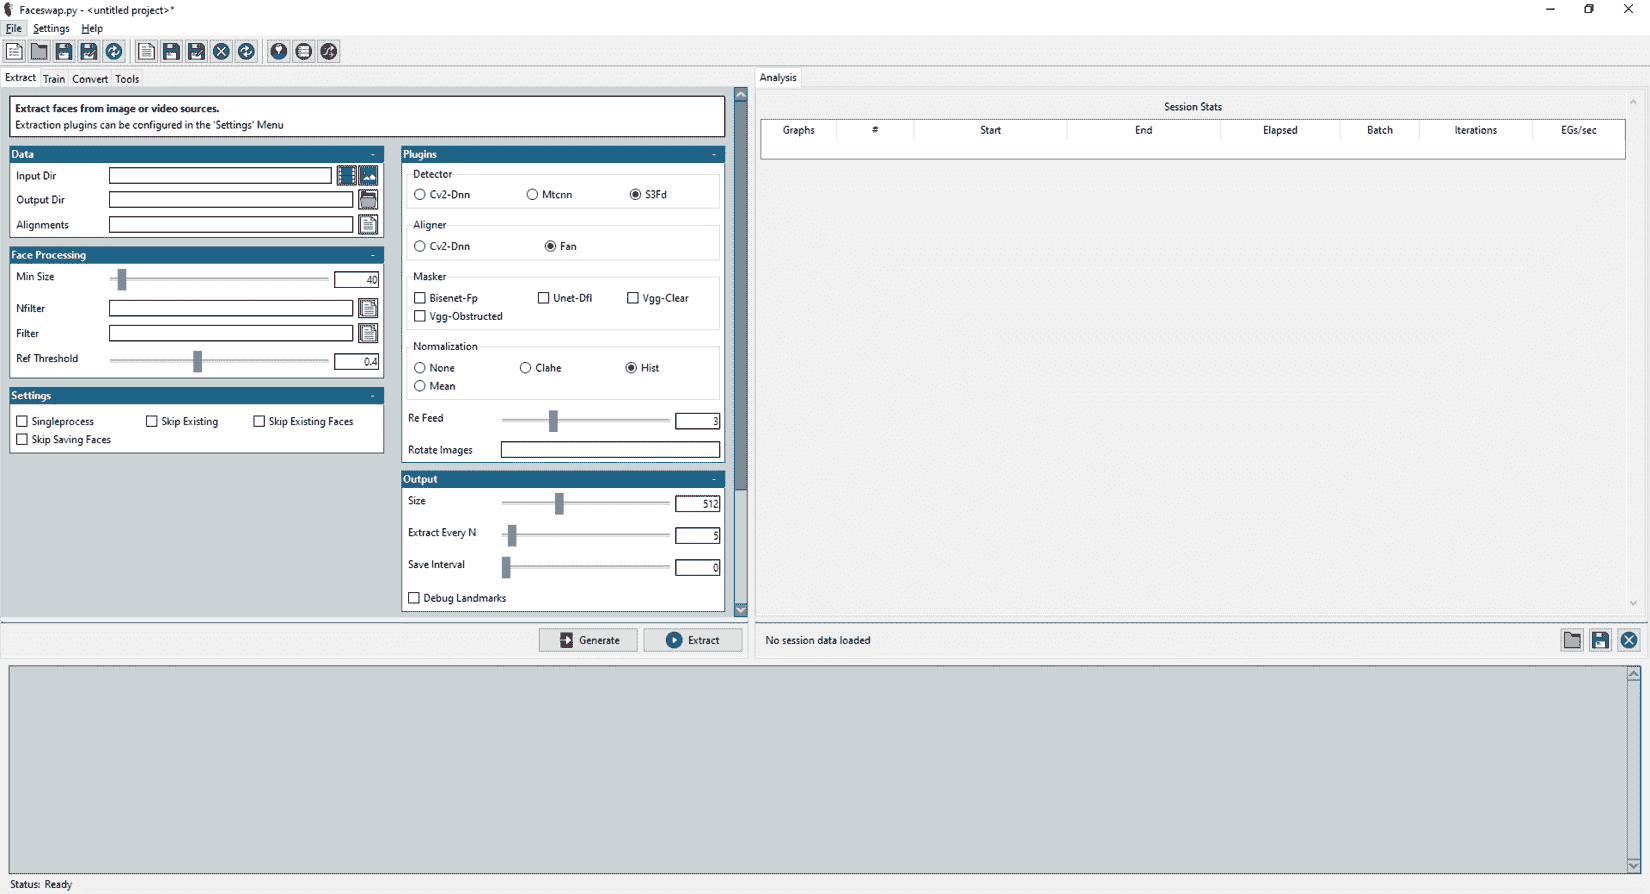 Faceswap.py - <untitled project>*
File Settings Help
Extract Train Convert Tools
Extract faces from image or video sources.
Extraction plugins can be configured in the 'Settings' Menu
Data -
Input Dir
Output Dir
Alignments
Face Processing -
Min Size 40
Nfilter
Filter
Ref Threshold 0.4
Settings -
Singleprocess Skip Existing Skip Existing Faces
Skip Saving Faces
Plugins -
Detector
Cv2-Dnn Mtcnn S3Fd
Aligner
Cv2-Dnn Fan
Masker
Bisenet-Fp Unet-Dfl Vgg-Clear
Vgg-Obstructed
Normalization
None Clahe Hist
Mean
Re Feed 3
Rotate Images
Output -
Size 512
Extract Every N 5
Save Interval 0
Debug Landmarks
Generate Extract
Analysis
Session Stats
Graphs # Start End Elapsed Batch Iterations EGs/sec
No session data loaded
Status: Ready